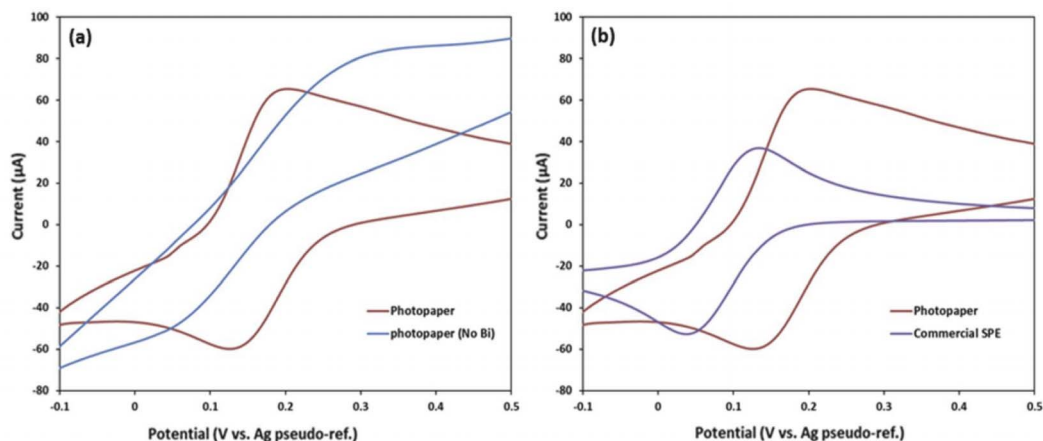 (a)
100
80
60
40
20
0
-20
-40
-60
-80
Current (µA)
Photopaper
photopaper (No Bi)
-0.1 0 0.1 0.2 0.3 0.4 0.5
Potential (V vs. Ag pseudo-ref.)
(b)
100
80
60
40
20
0
-20
-40
-60
-80
Current (µA)
Photopaper
Commercial SPE
-0.1 0 0.1 0.2 0.3 0.4 0.5
Potential (V vs. Ag pseudo-ref.)